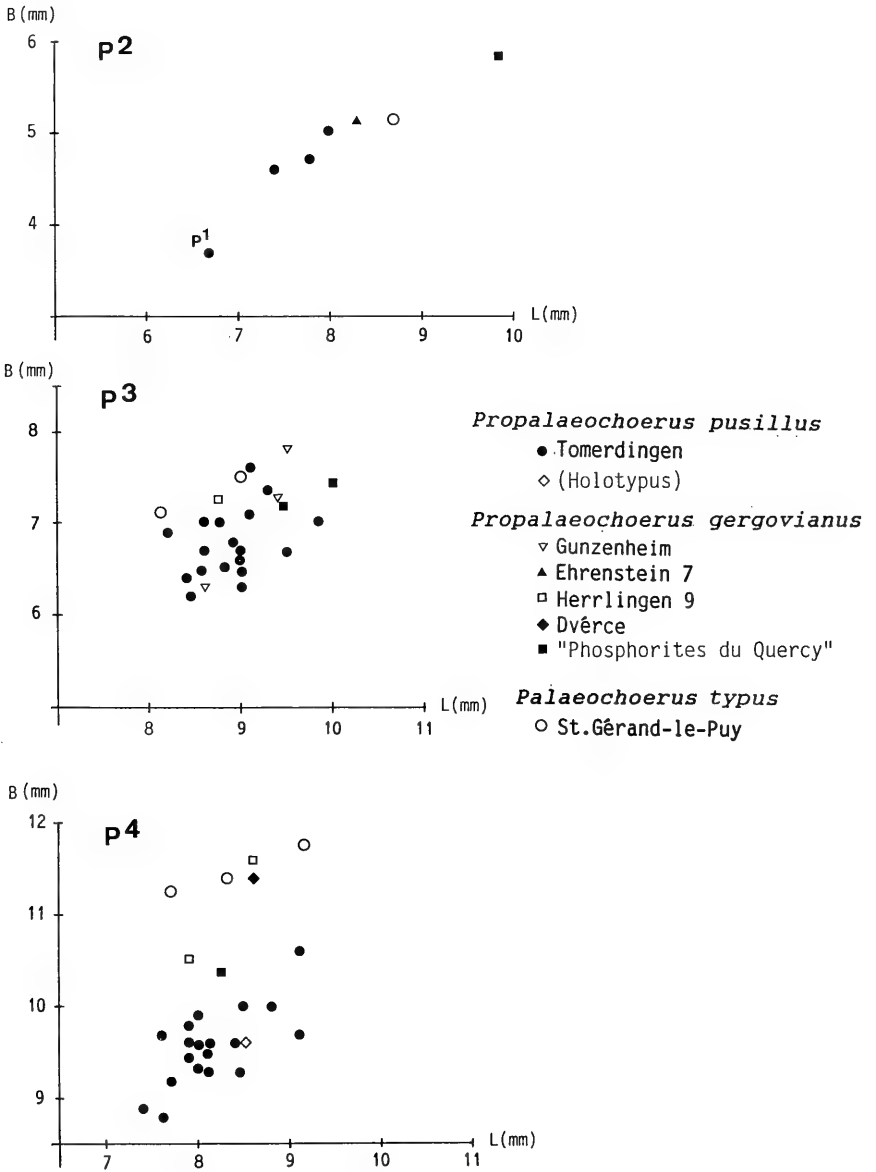 B (mm)
P2
6
5
4
P1
6 7 8 9 10
L(mm)
B (mm)
P3
8
7
6
8 9 10 11
L(mm)
Propalaeochoerus pusillus
Tomerdingen
(Holotypus)
Propalaeochoerus gergovianus
Gunzenheim
Ehrenstein 7
Herrlingen 9
Dvérce
"Phosphorites du Quercy"
Palaeochoerus typus
St.Gérand-le-Puy
B (mm)
P4
12
11
10
9
7 8 9 10 11
L(mm)